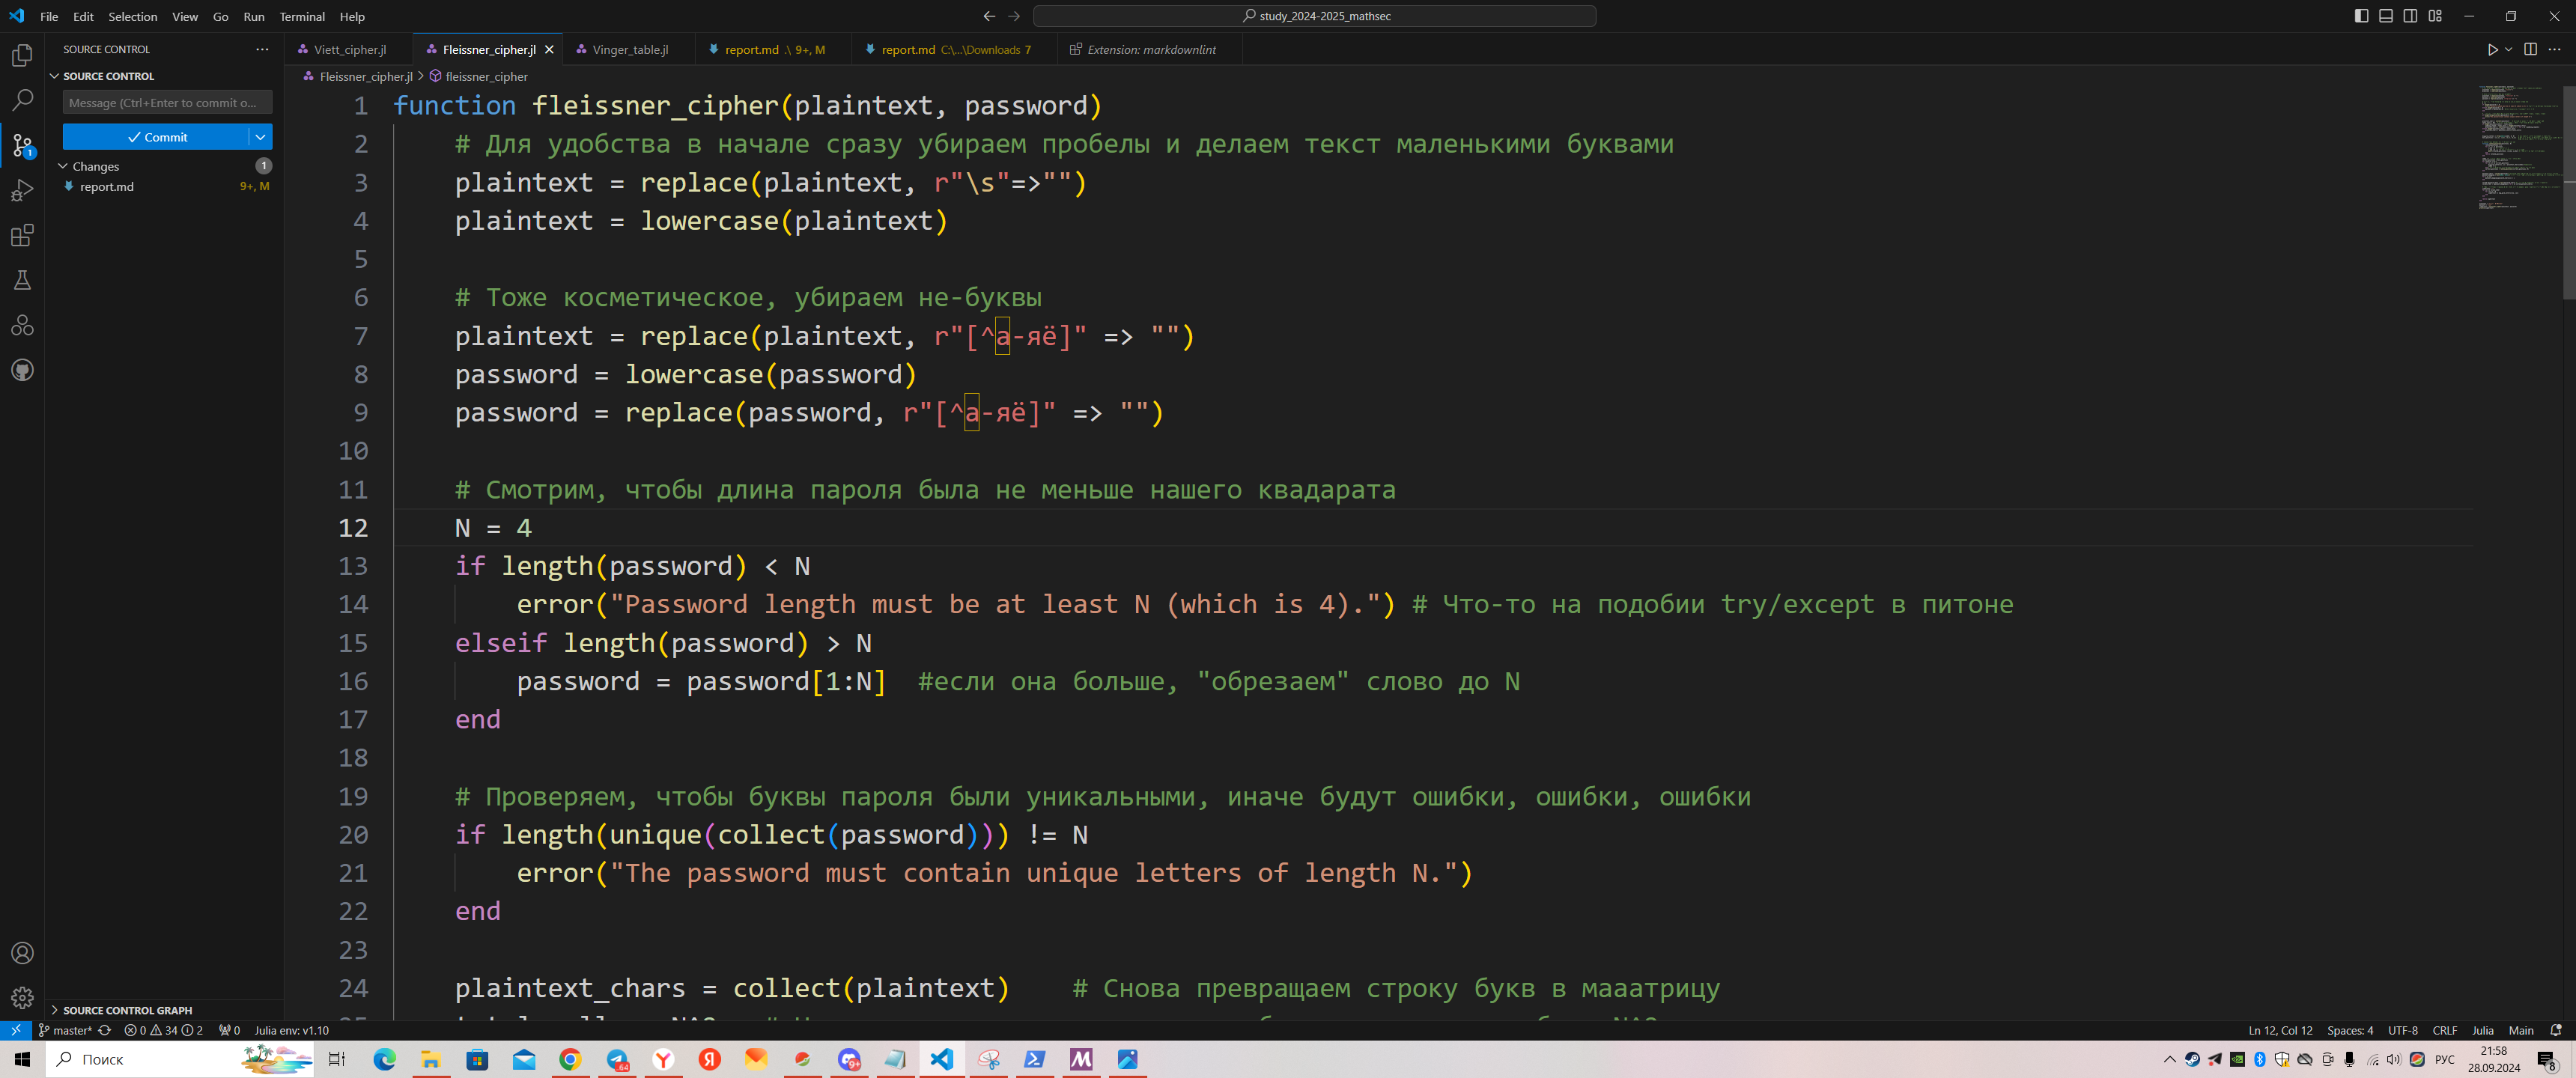 File Edit Selection View Go Run Terminal Help
study_2024-2025_mathsec
SOURCE CONTROL
Viett_cipher.jl
Fleissner_cipher.jl
Vinger_table.jl
report.md .\ 9+, M
report.md C:\...\Downloads 7
Extension: markdownlint
SOURCE CONTROL
Message (Ctrl+Enter to commit o...
Commit
Changes 1
report.md 9+, M
1
Fleissner_cipher.jl > fleissner_cipher
1 function fleissner_cipher(plaintext, password)
2 # Для удобства в начале сразу убираем пробелы и делаем текст маленькими буквами
3 plaintext = replace(plaintext, r"\s"=>"")
4 plaintext = lowercase(plaintext)
5
6 # Тоже косметическое, убираем не-буквы
7 plaintext = replace(plaintext, r"[^а-яё]" => "")
8 password = lowercase(password)
9 password = replace(password, r"[^а-яё]" => "")
10
11 # Смотрим, чтобы длина пароля была не меньше нашего квадарата
12 N = 4
13 if length(password) < N
14 error("Password length must be at least N (which is 4).") # Что-то на подобии try/except в питоне
15 elseif length(password) > N
16 password = password[1:N] #если она больше, "обрезаем" слово до N
17 end
18
19 # Проверяем, чтобы буквы пароля были уникальными, иначе будут ошибки, ошибки, ошибки
20 if length(unique(collect(password))) != N
21 error("The password must contain unique letters of length N.")
22 end
23
24 plaintext_chars = collect(plaintext) # Снова превращаем строку букв в мааатрицу
SOURCE CONTROL GRAPH
master* 0 34 2 0 Julia env: v1.10
Ln 12, Col 12 Spaces: 4 UTF-8 CRLF Julia Main
Поиск
64
9+
РУС
21:58
28.09.2024
8